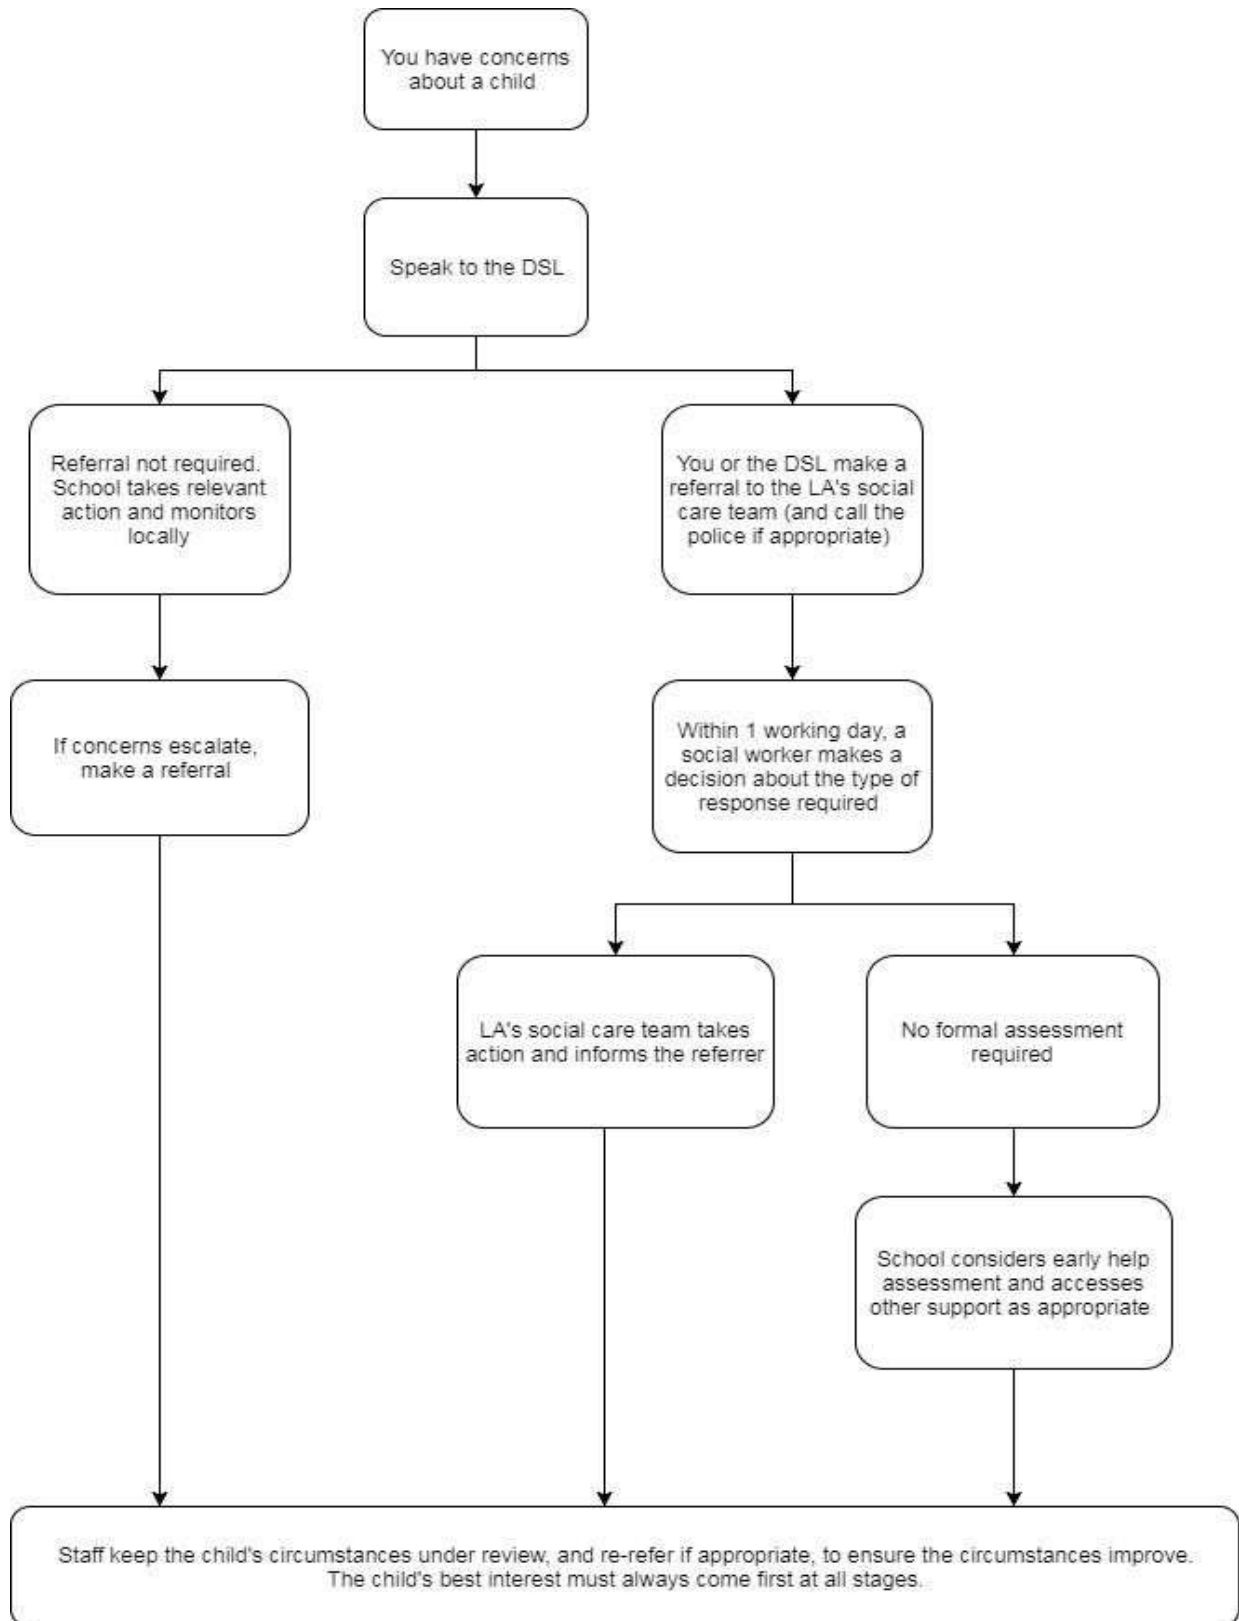 You have concerns
about a child
Speak to the DSL
Referral not required.
School takes relevant
action and monitors
locally
You or the DSL make a
referral to the LA's social
care team (and call the
police if appropriate)
If concerns escalate,
make a referral
Within 1 working day, a
social worker makes a
decision about the type of
response required
LA's social care team takes
action and informs the referrer
No formal assessment
required
School considers early help
assessment and accesses
other support as appropriate
Staff keep the child's circumstances under review, and re-refer if appropriate, to ensure the circumstances improve.
The child's best interest must always come first at all stages.